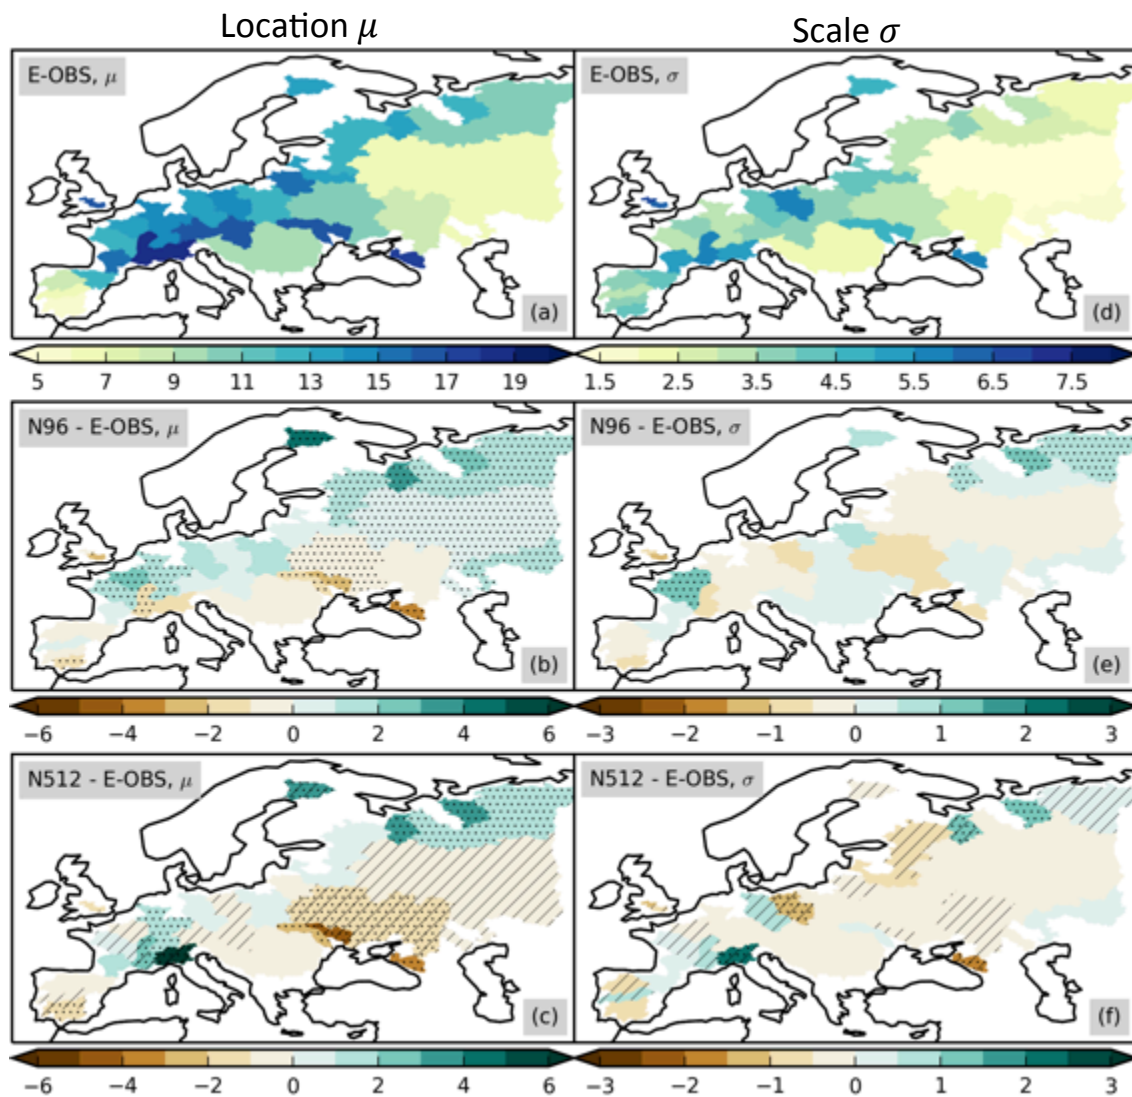 Location μ
Scale σ
E-OBS, μ
(a)
E-OBS, σ
(d)
5 7 9 11 13 15 17 19
1.5 2.5 3.5 4.5 5.5 6.5 7.5
N96 - E-OBS, μ
(b)
N96 - E-OBS, σ
(e)
−6 −4 −2 0 2 4 6
−3 −2 −1 0 1 2 3
N512 - E-OBS, μ
(c)
N512 - E-OBS, σ
(f)
−6 −4 −2 0 2 4 6
−3 −2 −1 0 1 2 3